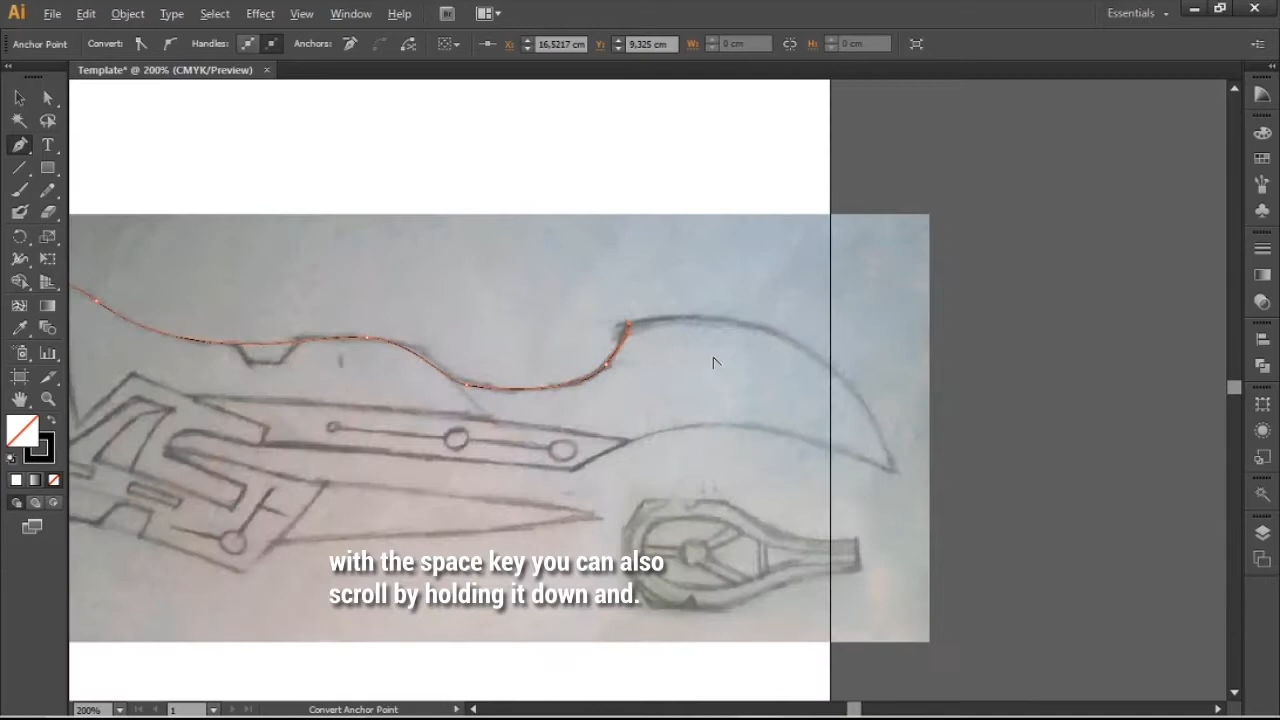 Ai File Edit Object Type Select Effect View Window Help Br Essentials
Anchor Point Convert: Handles: Anchors: X: 16,5217 cm Y: 9,325 cm W: 0 cm H: 0 cm
Template* @ 200% (CMYK/Preview) ×
with the space key you can also
scroll by holding it down and.
200% 1 Convert Anchor Point